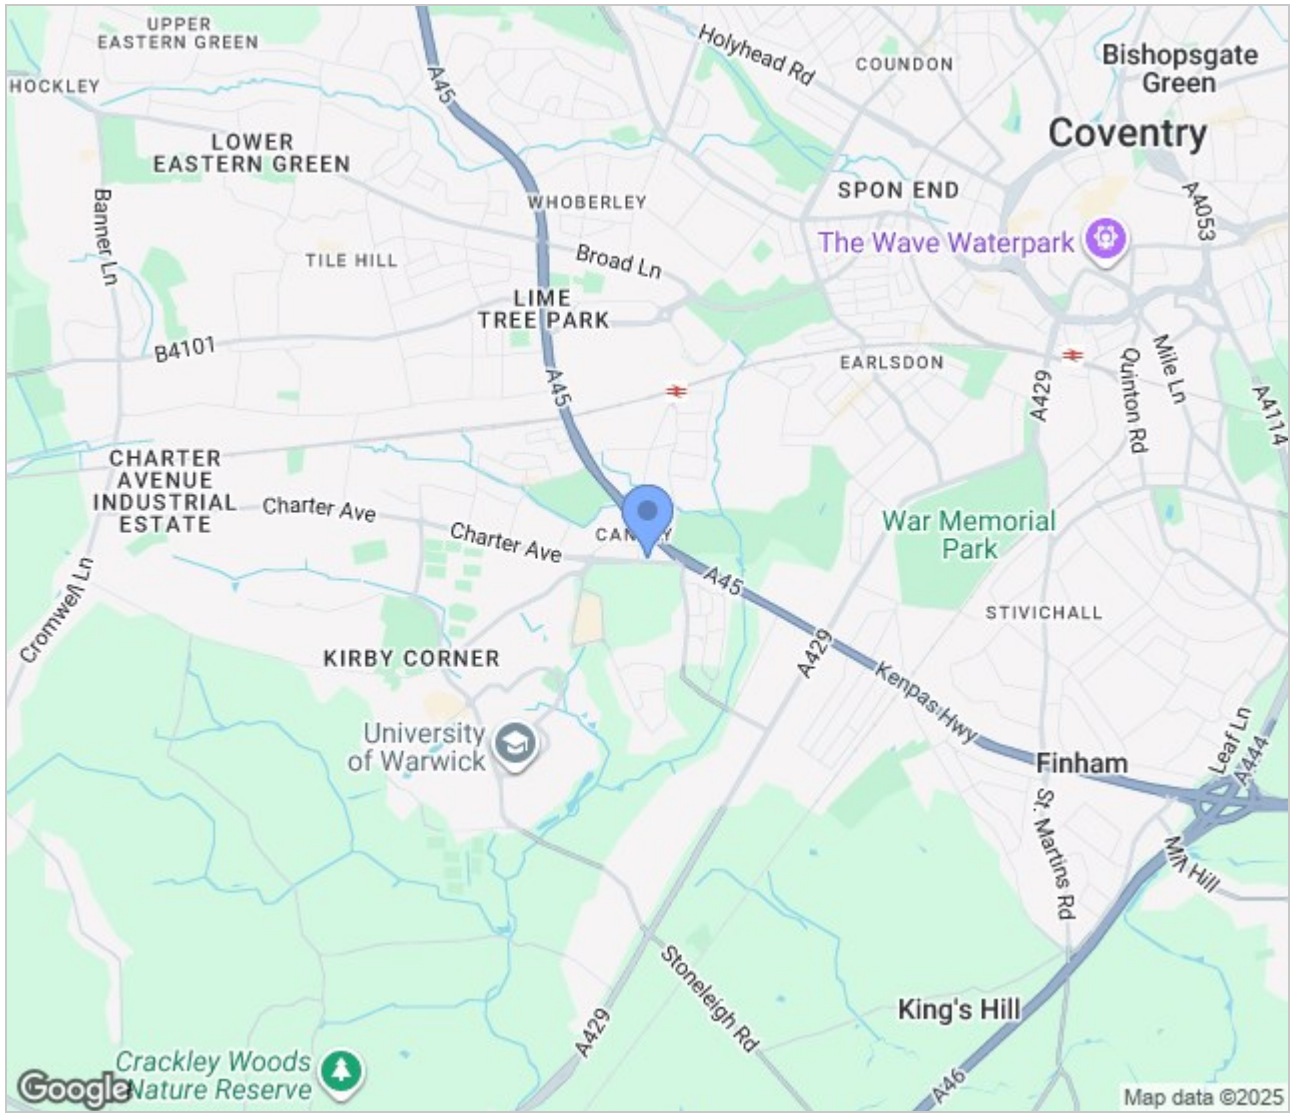 UPPER
EASTERN GREEN
HOCKLEY
A45
Holyhead Rd
COUNDON
Bishopsgate
Green
Coventry
LOWER
EASTERN GREEN
Banner Ln
WHOBERLEY
SPON END
A4053
The Wave Waterpark
TILE HILL
Broad Ln
LIME
TREE PARK
B4101
A45
EARLSDON
A429
Quinton Rd
Mile Ln
A4114
CHARTER
AVENUE
INDUSTRIAL
ESTATE
Charter Ave
Charter Ave
War Memorial
Park
A45
Cromwell Ln
STIVICHALL
KIRBY CORNER
A429
Kenpas Hwy
University
of Warwick
Finham
Leaf Ln
A444
St. Martins Rd
Mill Hill
Stoneleigh Rd
King's Hill
A429
Crackley Woods
Nature Reserve
A46
Google
Map data ©2025